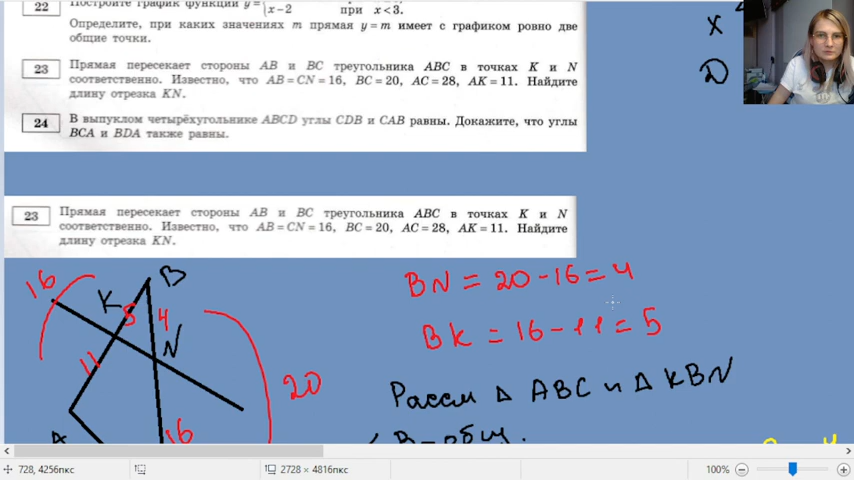 22
Постройте график функции y=
x−2 при x<3.
Определите, при каких значениях m прямая y=m имеет с графиком ровно две
общие точки.
23
Прямая пересекает стороны AB и BC треугольника ABC в точках K и N
соответственно. Известно, что AB=CN=16, BC=20, AC=28, AK=11. Найдите
длину отрезка KN.
24
В выпуклом четырёхугольнике ABCD углы CDB и CAB равны. Докажите, что углы
BCA и BDA также равны.
x
D
23
Прямая пересекает стороны AB и BC треугольника ABC в точках K и N
соответственно. Известно, что AB=CN=16, BC=20, AC=28, AK=11. Найдите
длину отрезка KN.
16
B
K
5
4
N
11
20
16
A
BN = 20-16=4
BK = 16-11=5
Рассм Δ ABC и Δ KBN
B-общ.
728, 4256пкс
2728 × 4816пкс
100%